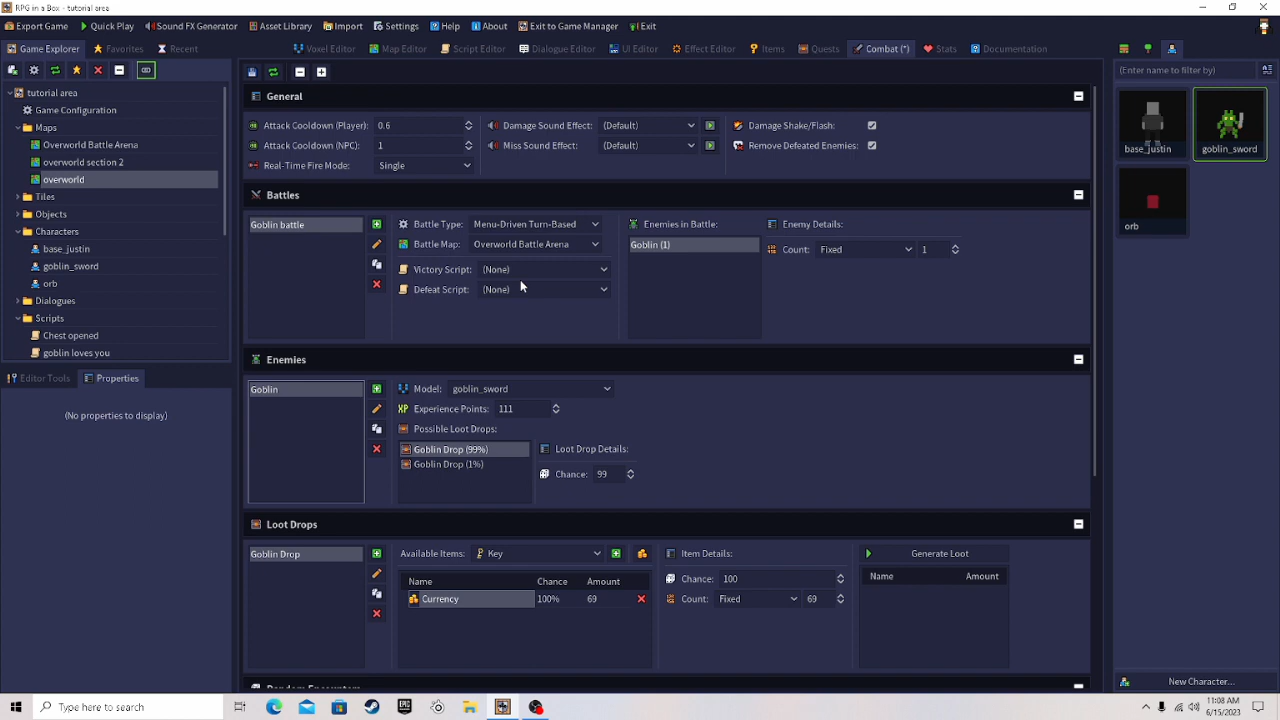 RPG in a Box - tutorial area
Export Game
Quick Play
Sound FX Generator
Asset Library
Import
Settings
Help
About
Exit to Game Manager
Exit
Game Explorer
Favorites
Recent
Voxel Editor
Map Editor
Script Editor
Dialogue Editor
UI Editor
Effect Editor
Items
Quests
Combat (*)
Stats
Documentation
(Enter name to filter by)
tutorial area
Game Configuration
Maps
Overworld Battle Arena
overworld section 2
overworld
Tiles
Objects
Characters
base_justin
goblin_sword
orb
Dialogues
Scripts
Chest opened
goblin loves you
Editor Tools
Properties
(No properties to display)
General
Attack Cooldown (Player): 0.6
Damage Sound Effect: (Default)
Damage Shake/Flash:
Attack Cooldown (NPC): 1
Miss Sound Effect: (Default)
Remove Defeated Enemies:
Real-Time Fire Mode: Single
Battles
Goblin battle
Battle Type: Menu-Driven Turn-Based
Battle Map: Overworld Battle Arena
Victory Script: (None)
Defeat Script: (None)
Enemies in Battle:
Goblin (1)
Enemy Details:
Count: Fixed 1
Enemies
Goblin
Model: goblin_sword
XP Experience Points: 111
Possible Loot Drops:
Goblin Drop (99%)
Goblin Drop (1%)
Loot Drop Details:
Chance: 99
Loot Drops
Goblin Drop
Available Items: Key
Name Chance Amount
Currency 100% 69
Item Details:
Chance: 100
Count: Fixed 69
Generate Loot
Name Amount
base_justin
goblin_sword
orb
New Character...
Type here to search
EPIC
11:08 AM
6/15/2023